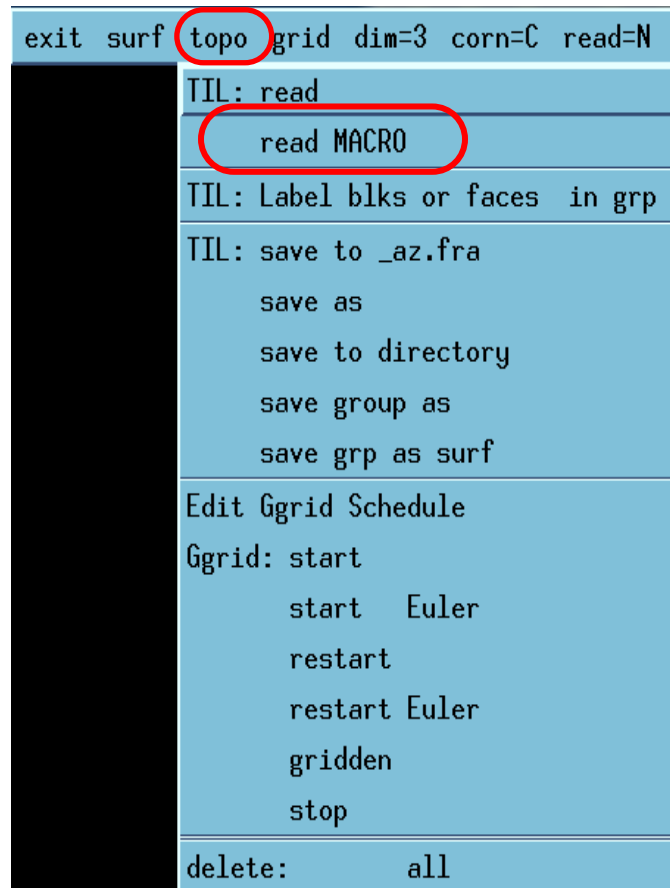 exit surf topo grid dim=3 corn=C read=N
TIL: read
read MACRO
TIL: Label blks or faces in grp
TIL: save to _az.fra
save as
save to directory
save group as
save grp as surf
Edit Ggrid Schedule
Ggrid: start
start Euler
restart
restart Euler
gridden
stop
delete: all